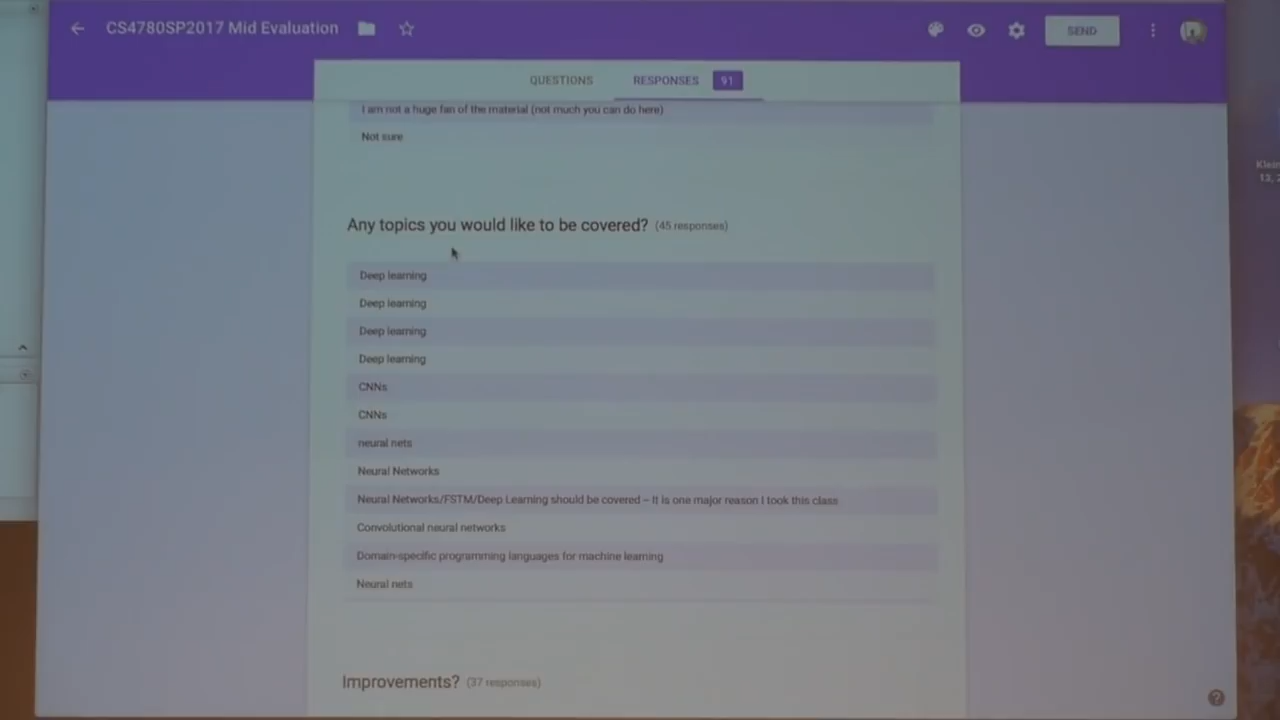 CS4780SP2017 Mid Evaluation
SEND
QUESTIONS
RESPONSES 91
I am not a huge fan of the material (not much you can do here)
Not sure
Any topics you would like to be covered? (45 responses)
Deep learning
Deep learning
Deep learning
Deep learning
CNNs
CNNs
neural nets
Neural Networks
Neural Networks/FSTM/Deep Learning should be covered – It is one major reason I took this class
Convolutional neural networks
Domain-specific programming languages for machine learning
Neural nets
Improvements? (37 responses)